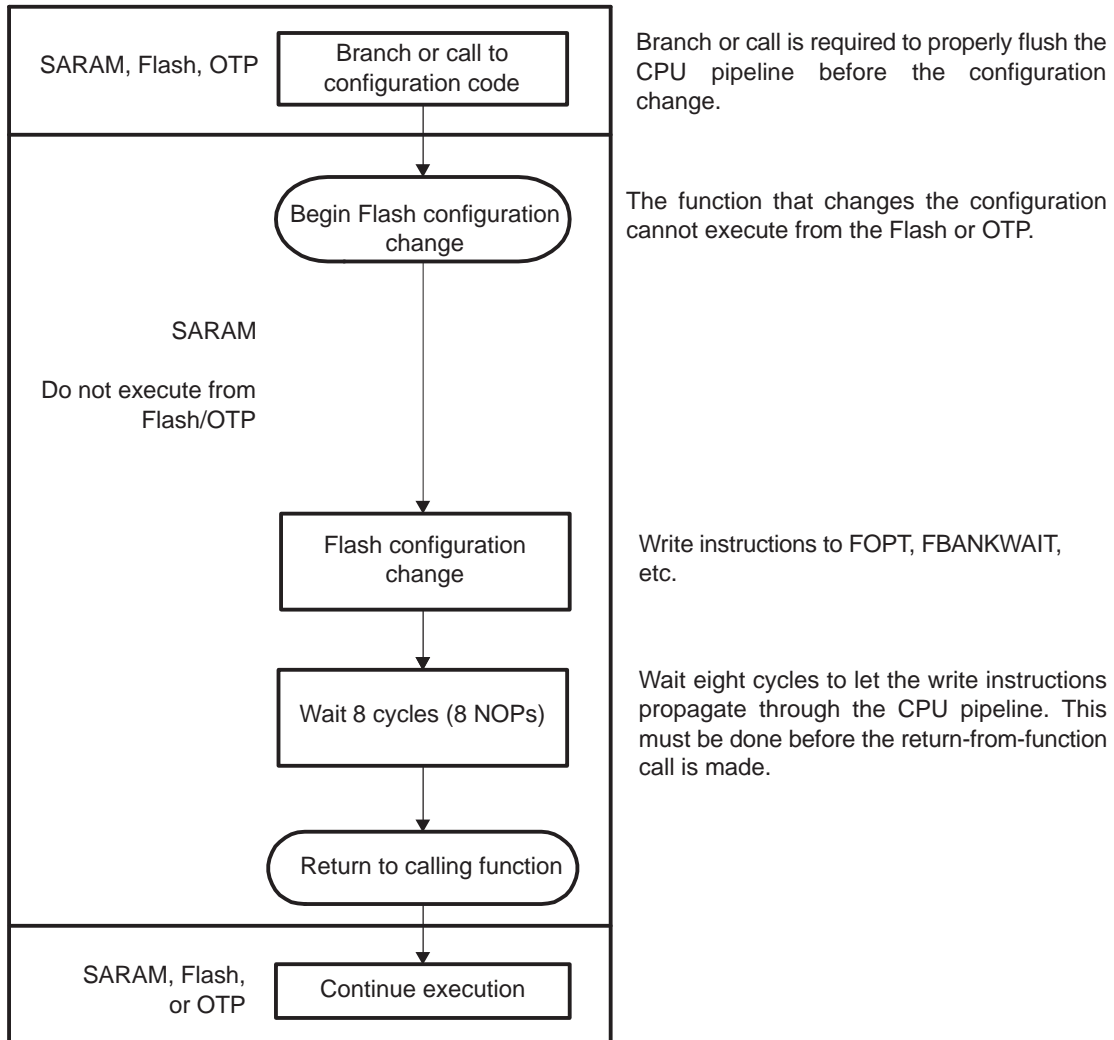 SARAM, Flash, OTP
Branch or call to
configuration code
Branch or call is required to properly flush the
CPU pipeline before the configuration
change.
Begin Flash configuration
change
The function that changes the configuration
cannot execute from the Flash or OTP.
SARAM
Do not execute from
Flash/OTP
Flash configuration
change
Write instructions to FOPT, FBANKWAIT,
etc.
Wait 8 cycles (8 NOPs)
Wait eight cycles to let the write instructions
propagate through the CPU pipeline. This
must be done before the return-from-function
call is made.
Return to calling function
SARAM, Flash,
or OTP
Continue execution